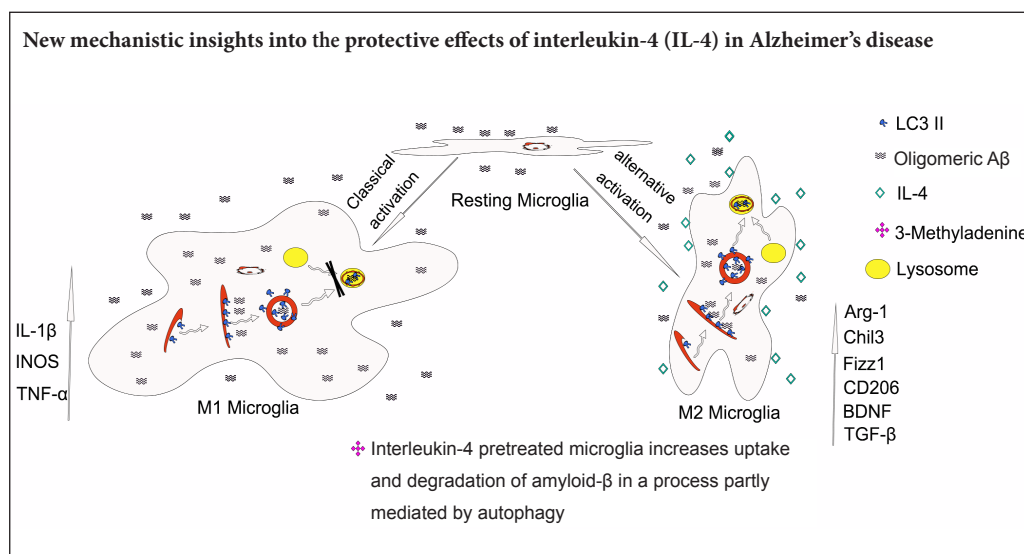 New mechanistic insights into the protective effects of interleukin-4 (IL-4) in Alzheimer's disease
Classical
activation
alternative
activation
Resting Microglia
LC3 II
Oligomeric Aβ
IL-4
3-Methyladenine
Lysosome
IL-1β
INOS
TNF-α
M1 Microglia
M2 Microglia
Arg-1
Chil3
Fizz1
CD206
BDNF
TGF-β
Interleukin-4 pretreated microglia increases uptake
and degradation of amyloid-β in a process partly
mediated by autophagy